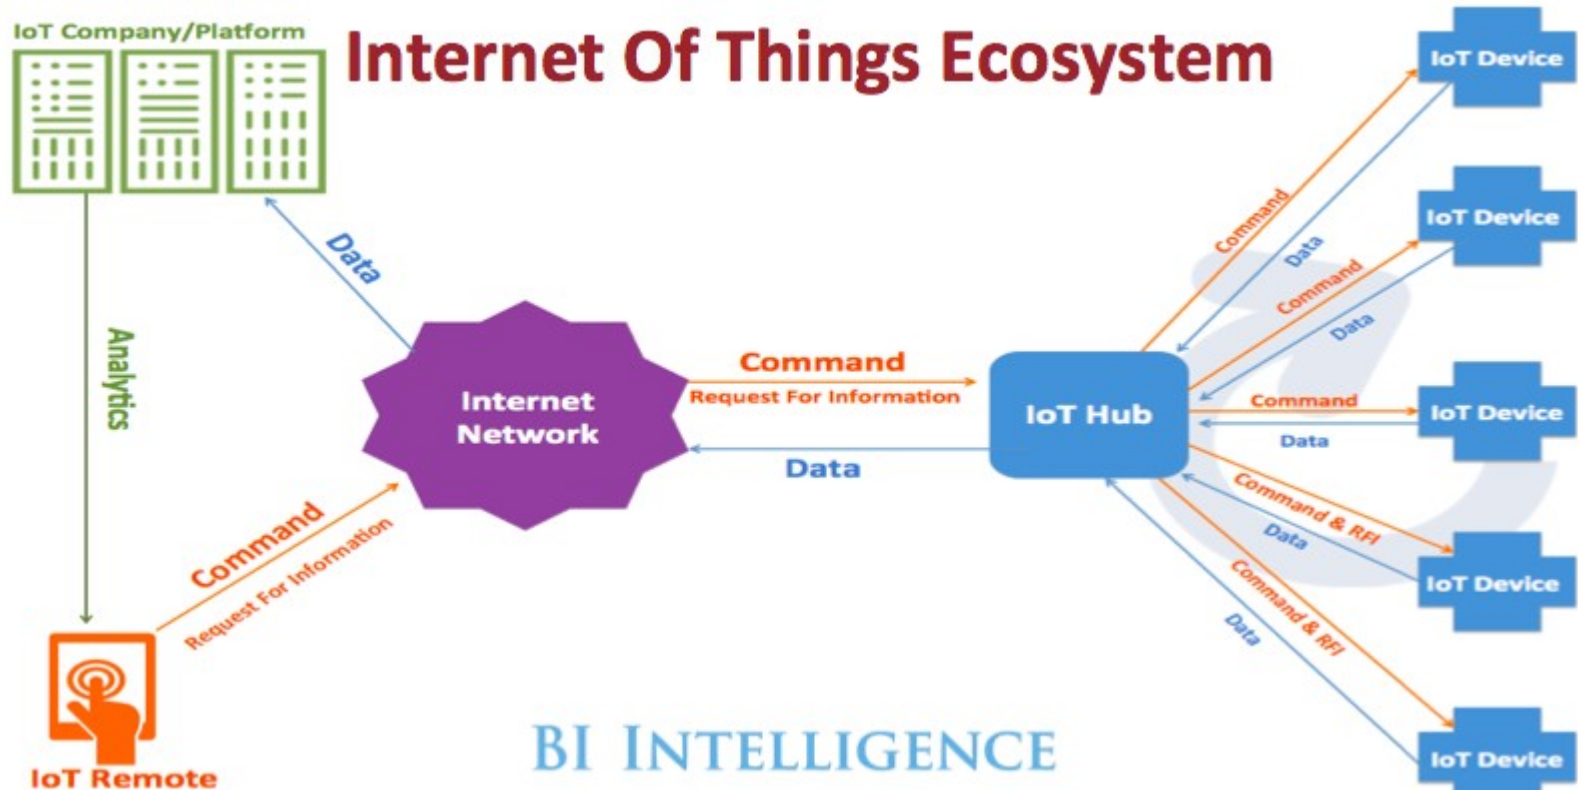 IoT Company/Platform
Internet Of Things Ecosystem
IoT Device
Command
Data
IoT Device
Command
Data
Data
Analytics
Internet
Network
Command
Request For Information
Data
IoT Hub
Command
Data
IoT Device
Command & RFI
Data
IoT Device
Command & RFI
Data
IoT Device
Command
Request For Information
IoT Remote
BI INTELLIGENCE